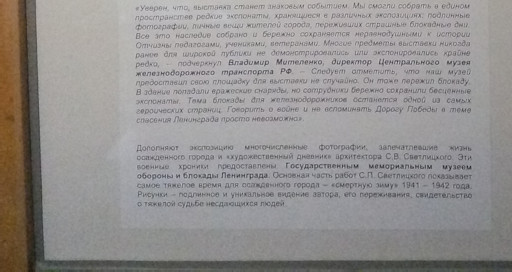 «Уверен, что, выставка станет знаковым событием. Мы смогли собрать в едином
пространстве редкие экспонаты, хранящиеся в различных экспозициях: подлинные
фотографии, личные вещи жителей города, переживших страшные блокадные дни.
Все это наследие собрано и бережно сохраняется неравнодушными к истории
Отчизны педагогами, учениками, ветеранами. Многие предметы выставки никогда
ранее для широкой публики не демонстрировались или экспонировались крайне
редко, – подчеркнул Владимир Мителенко, директор Центрального музея
железнодорожного транспорта РФ. – Следует отметить, что наш музей
предоставил свою площадку для выставки не случайно. Он тоже пережил блокаду.
В здание попадали вражеские снаряды, но сотрудники бережно сохранили бесценные
экспонаты. Тема блокады для железнодорожников останется одной из самых
героических страниц. Говорить о войне и не вспоминать Дорогу Победы в теме
спасения Ленинграда просто невозможно».
Дополняют экспозицию многочисленные фотографии, запечатлевшие жизнь
осажденного города и «художественный дневник» архитектора С.В. Светлицкого. Эти
военные хроники предоставлены Государственным мемориальным музеем
обороны и блокады Ленинграда. Основная часть работ С.П. Светлицкого показывает
самое тяжелое время для осажденного города – «смертную зиму» 1941 – 1942 года.
Рисунки – подлинное и уникальное видение автора, его переживания, свидетельство
о тяжелой судьбе несдающихся людей.